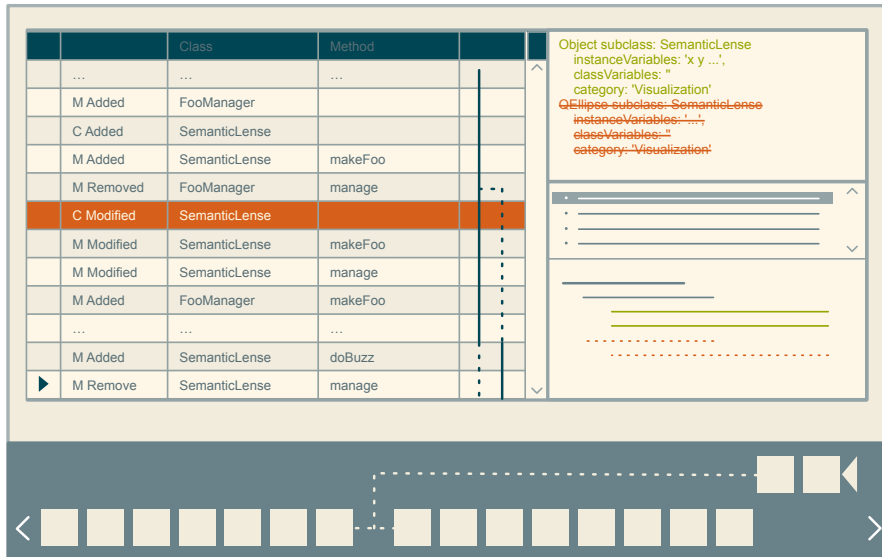 Class Method
… … …
M Added FooManager
C Added SemanticLense
M Added SemanticLense makeFoo
M Removed FooManager manage
C Modified SemanticLense
M Modified SemanticLense makeFoo
M Modified SemanticLense manage
M Added FooManager makeFoo
… … …
M Added SemanticLense doBuzz
M Remove SemanticLense manage
Object subclass: SemanticLense
instanceVariables: 'x y ...',
classVariables: ''
category: 'Visualization'
QEllipse subclass: SemanticLense
instanceVariables: '...',
classVariables: ''
category: 'Visualization'